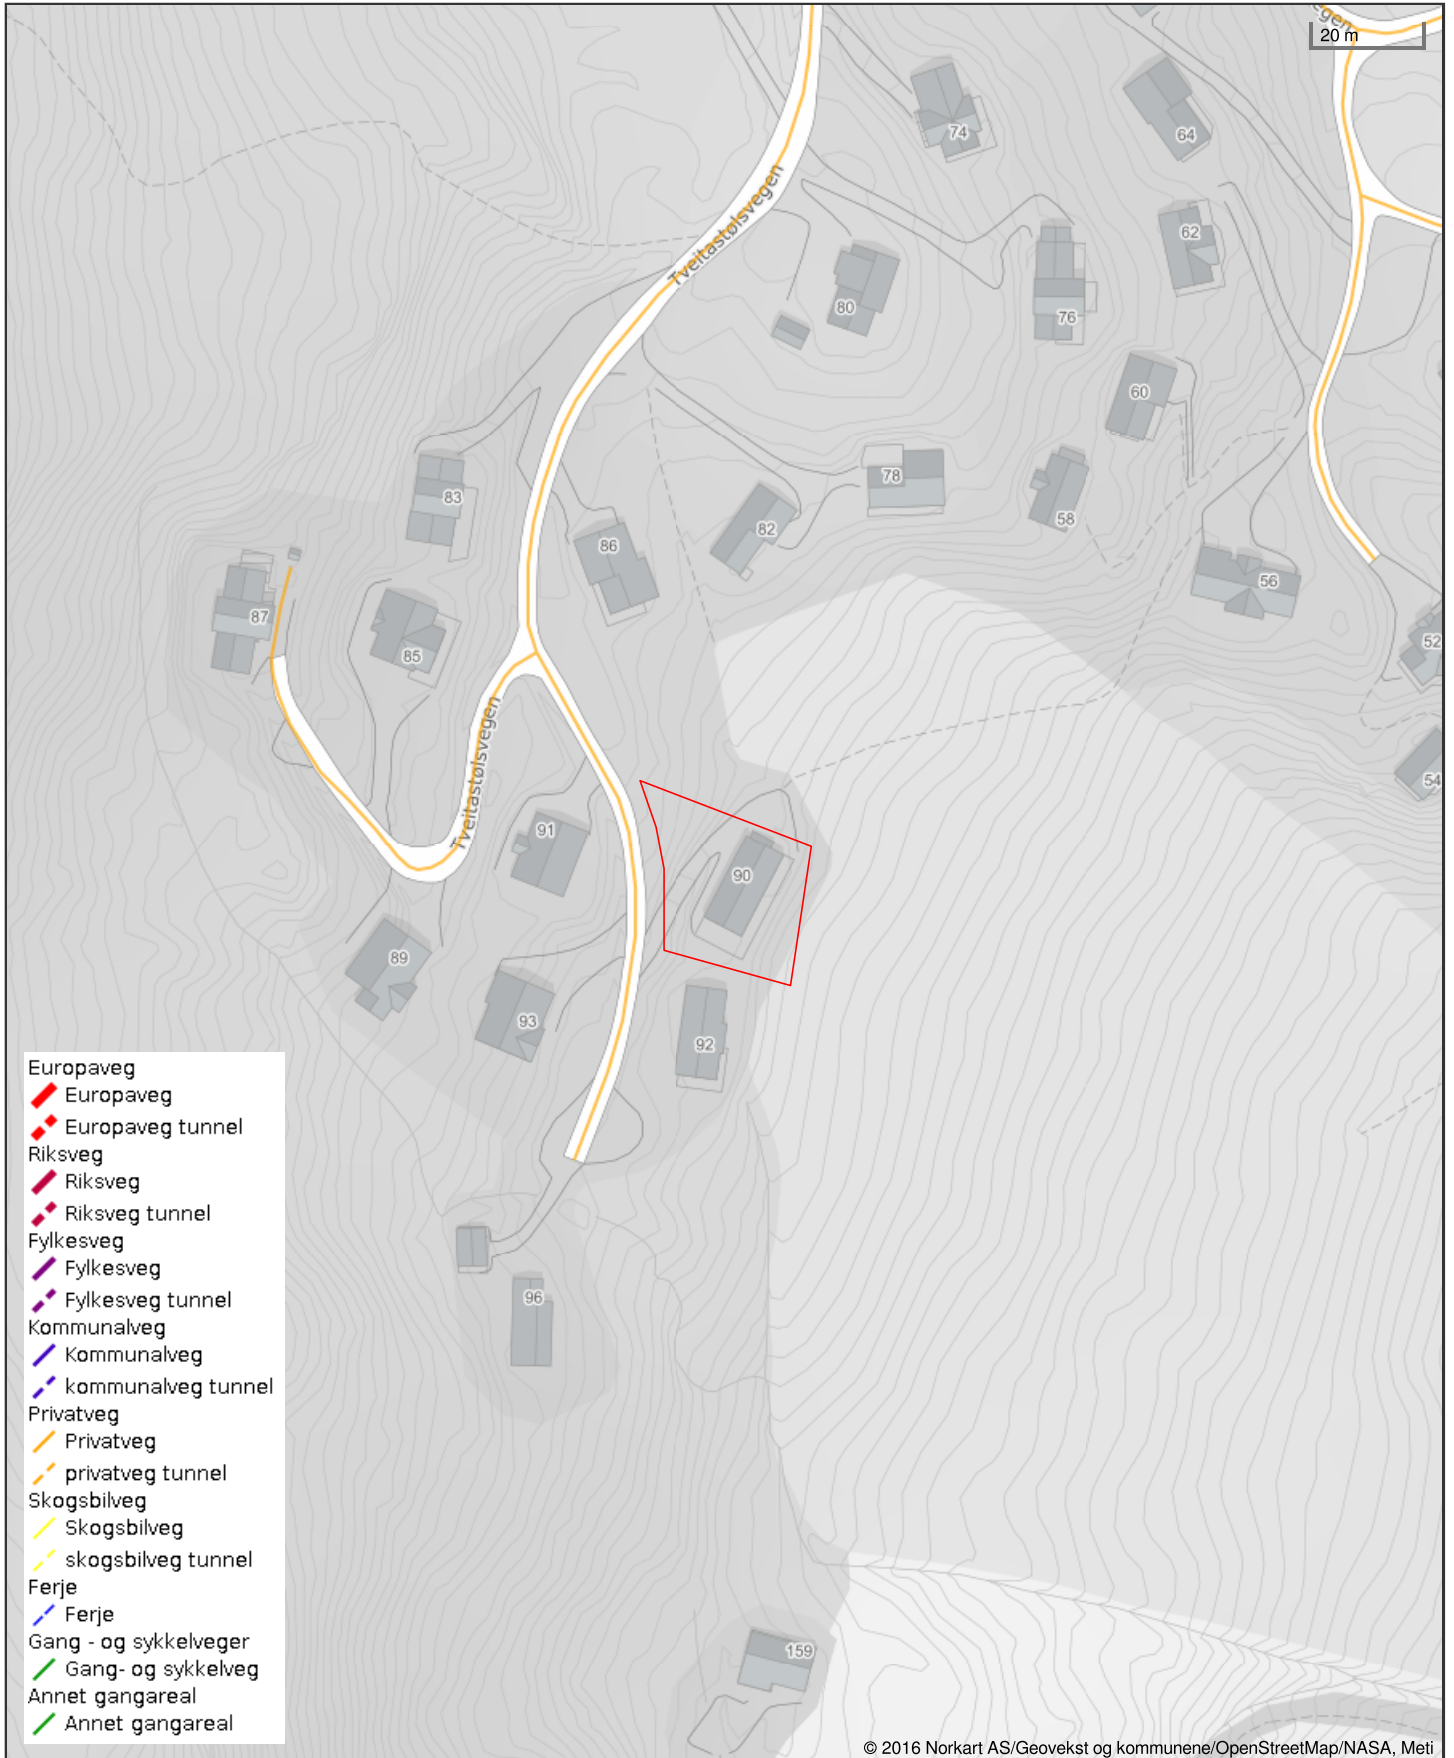 egen
20 m
74
64
Tveitastølsvegen
62
80
76
60
83
78
58
82
86
56
87
85
52
Tveitastølsvegen
54
91
90
89
93
92
96
159
Europaveg
Europaveg
Europaveg tunnel
Riksveg
Riksveg
Riksveg tunnel
Fylkesveg
Fylkesveg
Fylkesveg tunnel
Kommunalveg
Kommunalveg
kommunalveg tunnel
Privatveg
Privatveg
privatveg tunnel
Skogsbilveg
Skogsbilveg
skogsbilveg tunnel
Ferje
Ferje
Gang - og sykkelveger
Gang- og sykkelveg
Annet gangareal
Annet gangareal
© 2016 Norkart AS/Geovekst og kommunene/OpenStreetMap/NASA, Meti